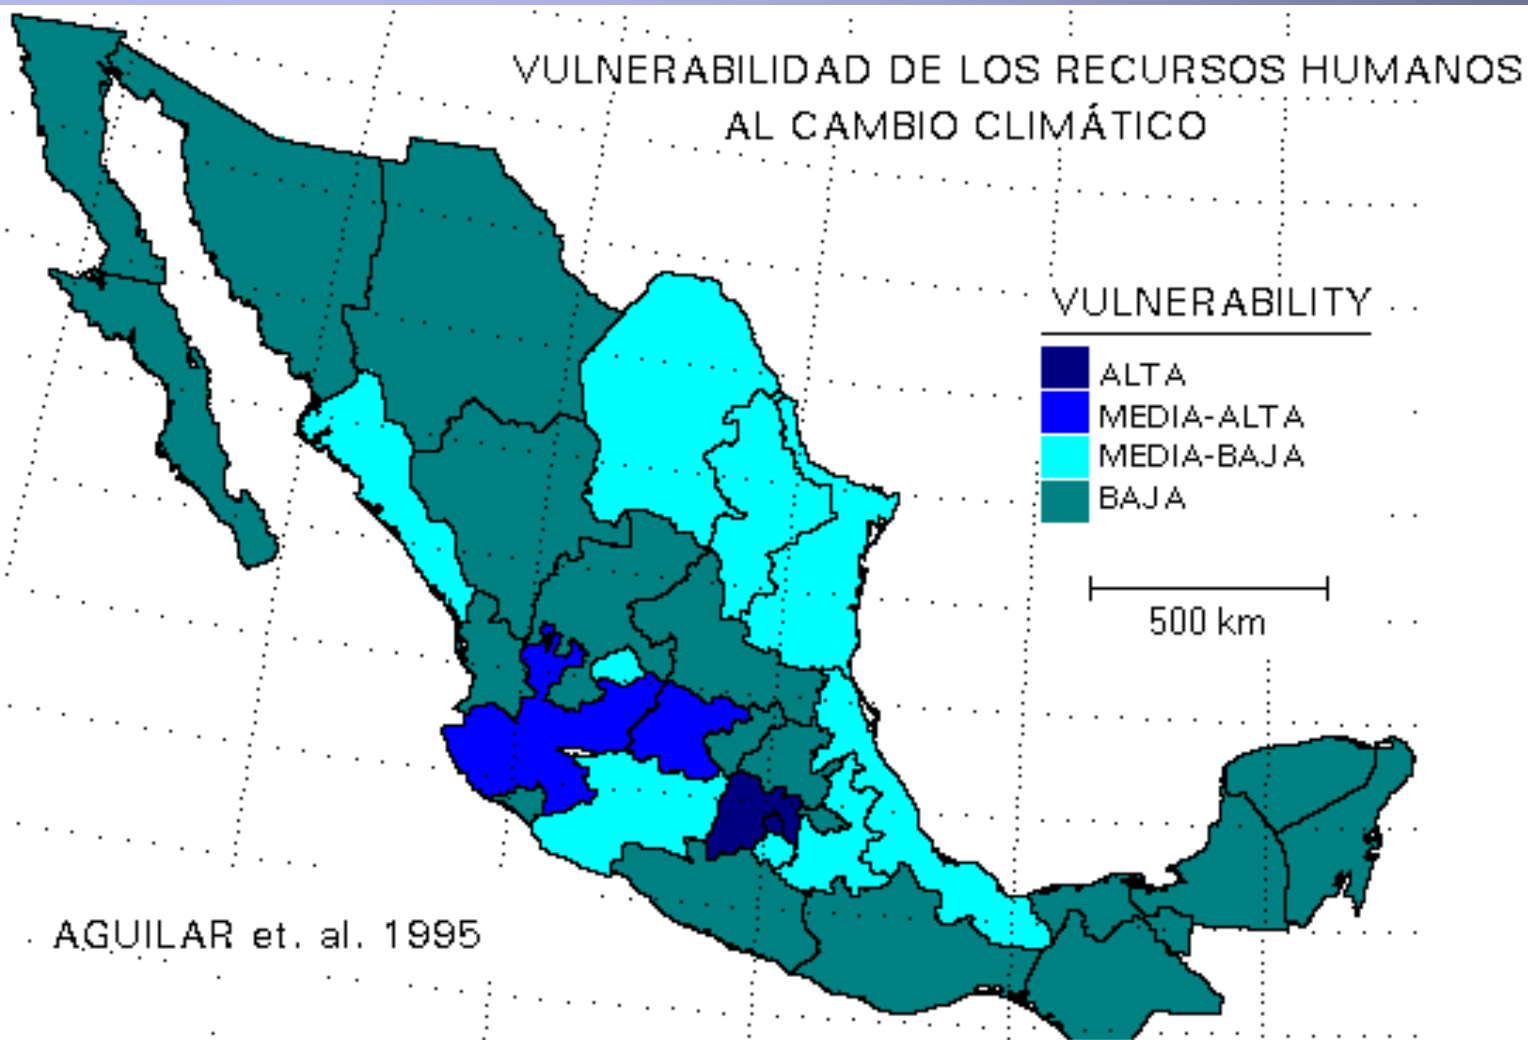 VULNERABILIDAD DE LOS RECURSOS HUMANOS
AL CAMBIO CLIMÁTICO
VULNERABILITY
ALTA
MEDIA-ALTA
MEDIA-BAJA
BAJA
500 km
AGUILAR et. al. 1995